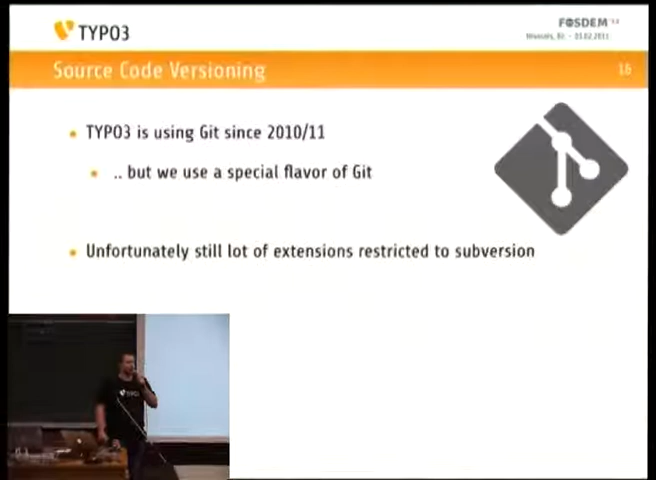 TYPO3
FOSDEM
Source Code Versioning
TYPO3 is using Git since 2010/11
.. but we use a special flavor of Git
Unfortunately still lot of extensions restricted to subversion